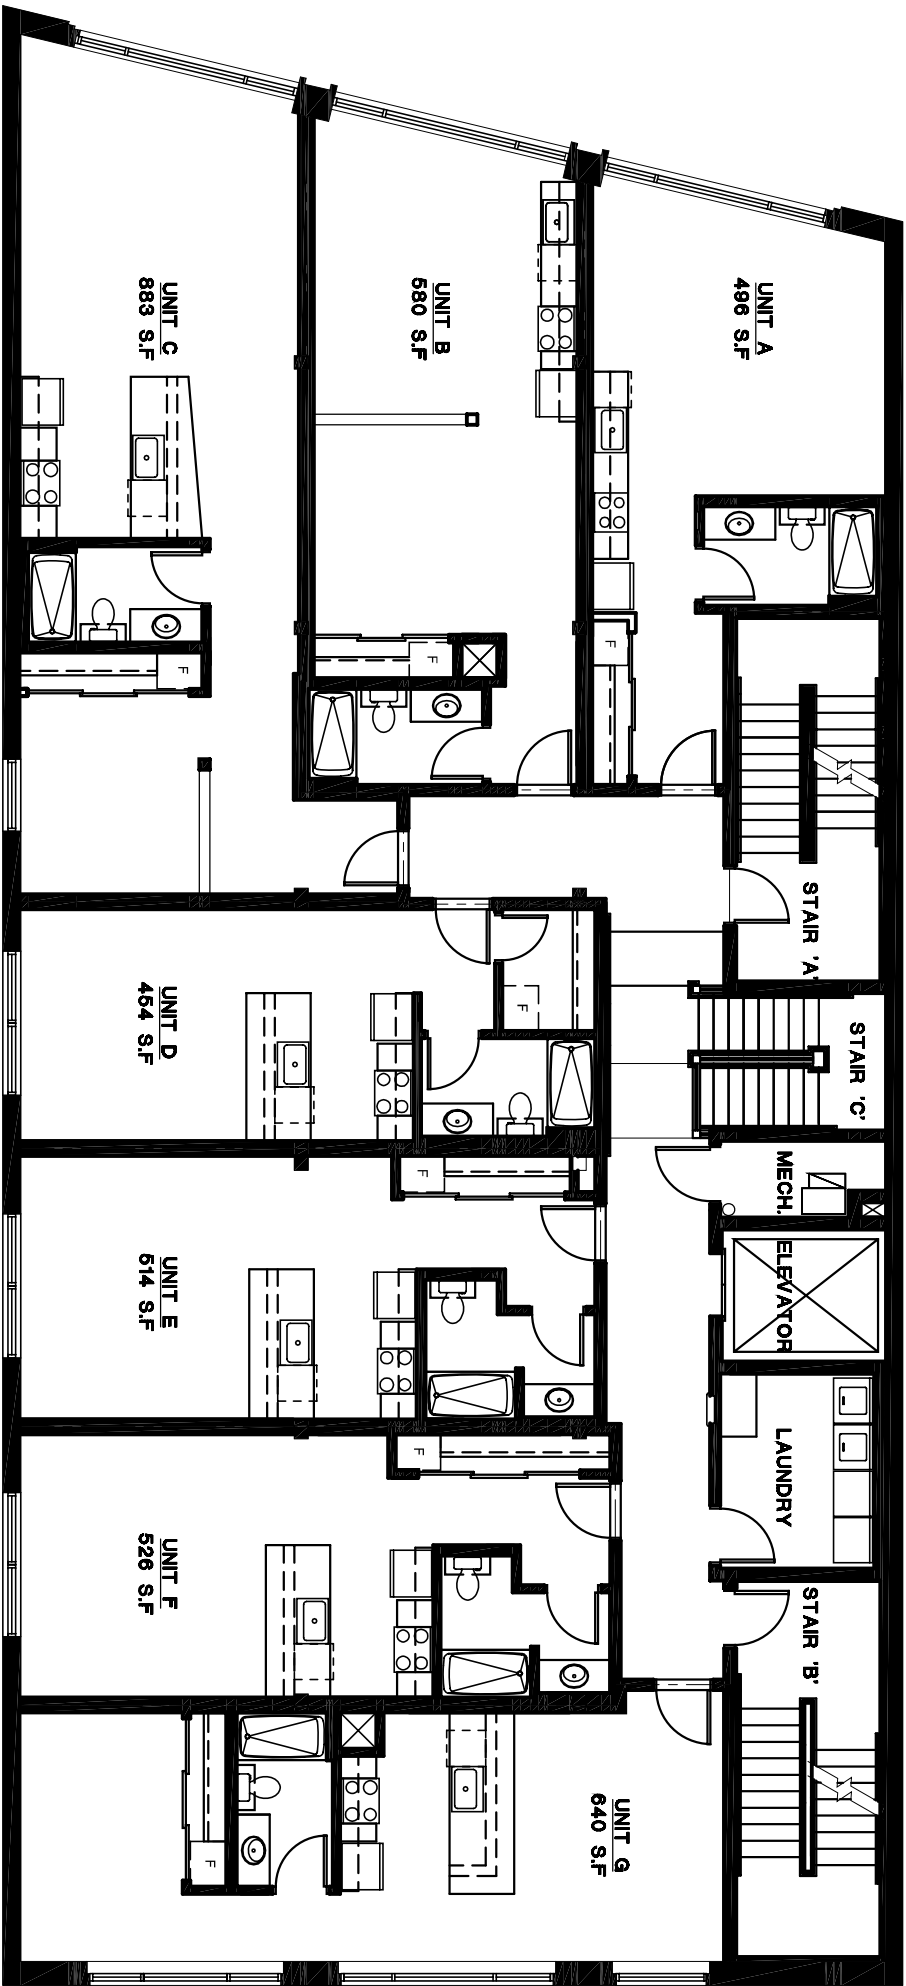 UNIT A
496 S.F
UNIT B
580 S.F
UNIT C
883 S.F
F
F
F
STAIR 'A'
STAIR 'C'
UNIT D
454 S.F
F
MECH.
ELEVATOR
UNIT E
514 S.F
F
LAUNDRY
UNIT F
526 S.F
F
STAIR 'B'
UNIT G
640 S.F
F